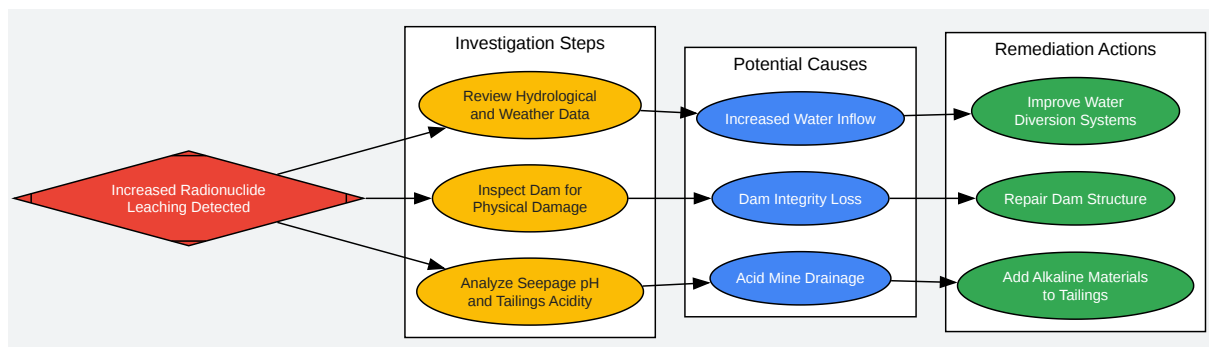 Increased Radionuclide
Leaching Detected
Investigation Steps
Review Hydrological
and Weather Data
Inspect Dam for
Physical Damage
Analyze Seepage pH
and Tailings Acidity
Potential Causes
Increased Water Inflow
Dam Integrity Loss
Acid Mine Drainage
Remediation Actions
Improve Water
Diversion Systems
Repair Dam Structure
Add Alkaline Materials
to Tailings